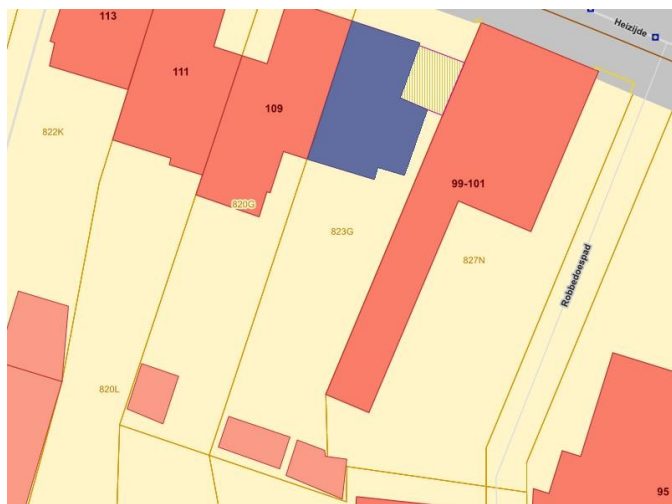 113
Heizijde
111
109
822K
99-101
820G
823G
827N
Robbedoespad
820L
95